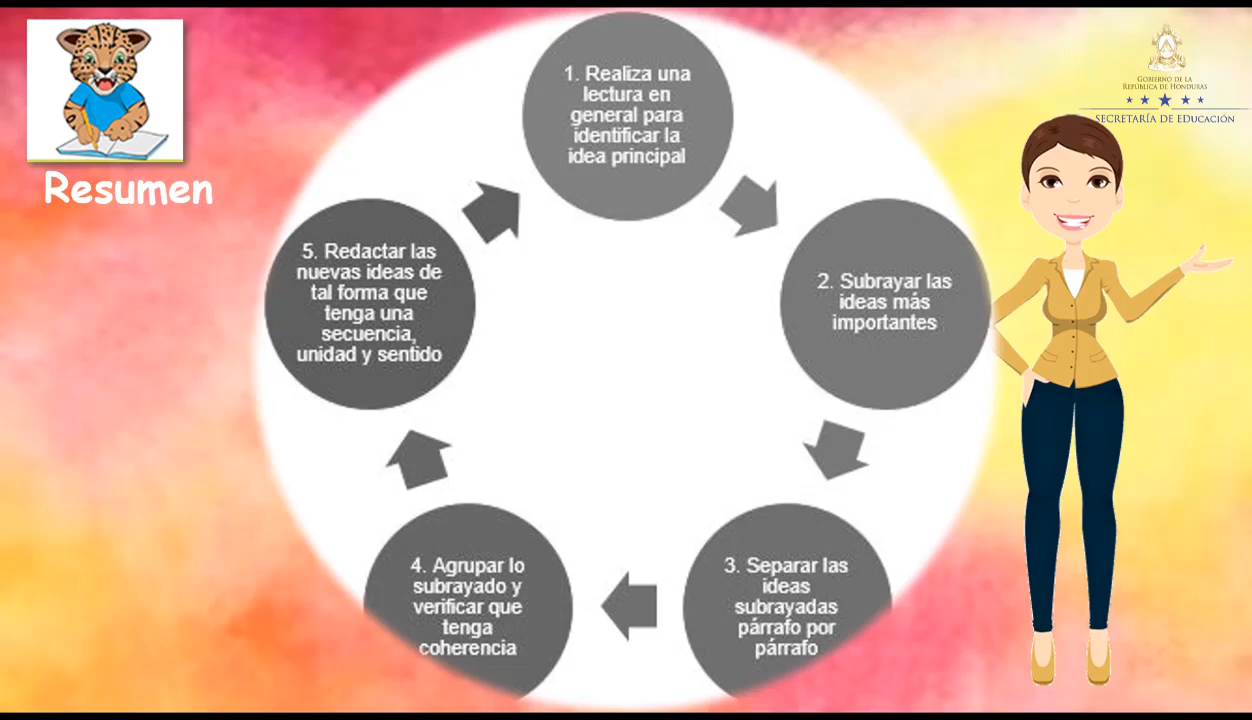 Resumen
GOBIERNO DE LA
REPÚBLICA DE HONDURAS
SECRETARÍA DE EDUCACIÓN
1. Realiza una
lectura en
general para
identificar la
idea principal
2. Subrayar las
ideas más
importantes
3. Separar las
ideas
subrayadas
párrafo por
párrafo
4. Agrupar lo
subrayado y
verificar que
tenga
coherencia
5. Redactar las
nuevas ideas de
tal forma que
tenga una
secuencia,
unidad y sentido